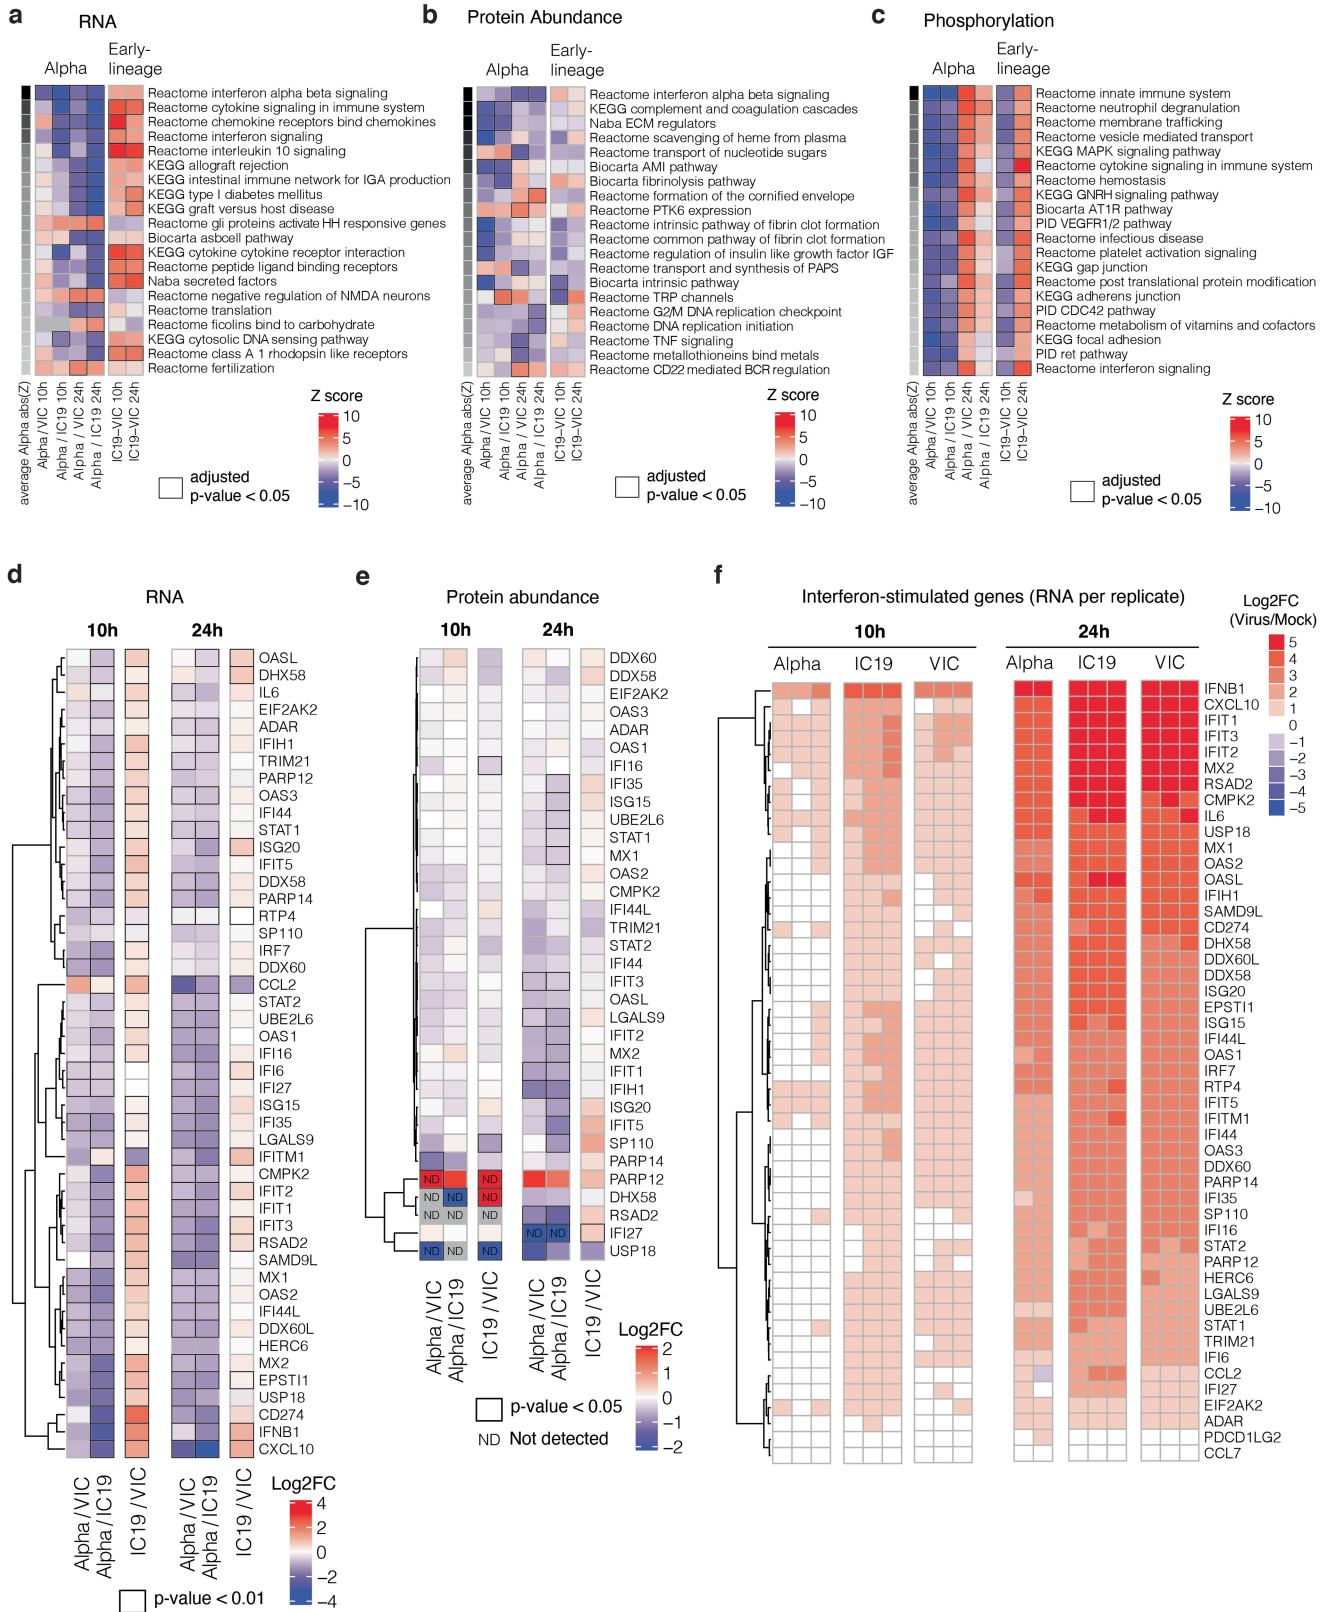 a
RNA
Alpha
Early-
lineage
Reactome interferon alpha beta signaling
Reactome cytokine signaling in immune system
Reactome chemokine receptors bind chemokines
Reactome interferon signaling
Reactome interleukin 10 signaling
KEGG allograft rejection
KEGG intestinal immune network for IGA production
KEGG type I diabetes mellitus
KEGG graft versus host disease
Reactome gli proteins activate HH responsive genes
Biocarta asbcell pathway
KEGG cytokine cytokine receptor interaction
Reactome peptide ligand binding receptors
Naba secreted factors
Reactome negative regulation of NMDA neurons
Reactome translation
Reactome ficolins bind to carbohydrate
KEGG cytosolic DNA sensing pathway
Reactome class A 1 rhodopsin like receptors
Reactome fertilization
average Alpha abs(Z)
Alpha / VIC 10h
Alpha / IC19 10h
Alpha / VIC 24h
Alpha / IC19 24h
IC19–VIC 10h
IC19–VIC 24h
adjusted
p-value < 0.05
Z score
10
5
0
−5
−10
b
Protein Abundance
Alpha
Early-
lineage
Reactome interferon alpha beta signaling
KEGG complement and coagulation cascades
Naba ECM regulators
Reactome scavenging of heme from plasma
Reactome transport of nucleotide sugars
Biocarta AMI pathway
Biocarta fibrinolysis pathway
Reactome formation of the cornified envelope
Reactome PTK6 expression
Reactome intrinsic pathway of fibrin clot formation
Reactome common pathway of fibrin clot formation
Reactome regulation of insulin like growth factor IGF
Reactome transport and synthesis of PAPS
Biocarta intrinsic pathway
Reactome TRP channels
Reactome G2/M DNA replication checkpoint
Reactome DNA replication initiation
Reactome TNF signaling
Reactome metallothioneins bind metals
Reactome CD22 mediated BCR regulation
average Alpha abs(Z)
Alpha / VIC 10h
Alpha / IC19 10h
Alpha / VIC 24h
Alpha / IC19 24h
IC19–VIC 10h
IC19–VIC 24h
adjusted
p-value < 0.05
Z score
10
5
0
−5
−10
c
Phosphorylation
Alpha
Early-
lineage
Reactome innate immune system
Reactome neutrophil degranulation
Reactome membrane trafficking
Reactome vesicle mediated transport
KEGG MAPK signaling pathway
Reactome cytokine signaling in immune system
Reactome hemostasis
KEGG GNRH signaling pathway
Biocarta AT1R pathway
PID VEGFR1/2 pathway
Reactome infectious disease
Reactome platelet activation signaling
KEGG gap junction
Reactome post translational protein modification
KEGG adherens junction
PID CDC42 pathway
Reactome metabolism of vitamins and cofactors
KEGG focal adhesion
PID ret pathway
Reactome interferon signaling
average Alpha abs(Z)
Alpha / VIC 10h
Alpha / IC19 10h
Alpha / VIC 24h
Alpha / IC19 24h
IC19–VIC 10h
IC19–VIC 24h
adjusted
p-value < 0.05
Z score
10
5
0
−5
−10
d
RNA
10h
24h
OASL
DHX58
IL6
EIF2AK2
ADAR
IFIH1
TRIM21
PARP12
OAS3
IFI44
STAT1
ISG20
IFIT5
DDX58
PARP14
RTP4
SP110
IRF7
DDX60
CCL2
STAT2
UBE2L6
OAS1
IFI16
IFI6
IFI27
ISG15
IFI35
LGALS9
IFITM1
CMPK2
IFIT2
IFIT1
IFIT3
RSAD2
SAMD9L
MX1
OAS2
IFI44L
DDX60L
HERC6
MX2
EPSTI1
USP18
CD274
IFNB1
CXCL10
Alpha / VIC
Alpha / IC19
IC19 / VIC
Alpha / VIC
Alpha / IC19
IC19 / VIC
p-value < 0.01
Log2FC
4
2
0
−2
−4
e
Protein abundance
10h
24h
DDX60
DDX58
EIF2AK2
OAS3
ADAR
OAS1
IFI16
IFI35
ISG15
UBE2L6
STAT1
MX1
OAS2
CMPK2
IFI44L
TRIM21
STAT2
IFI44
IFIT3
OASL
LGALS9
IFIT2
MX2
IFIT1
IFIH1
ISG20
IFIT5
SP110
PARP14
ND ND PARP12
ND ND ND DHX58
ND ND ND RSAD2
ND ND IFI27
ND ND ND USP18
Alpha / VIC
Alpha / IC19
IC19 / VIC
Alpha / VIC
Alpha / IC19
IC19 / VIC
p-value < 0.05
ND Not detected
Log2FC
2
1
0
−1
−2
f
Interferon-stimulated genes (RNA per replicate)
10h
24h
Alpha IC19 VIC
Alpha IC19 VIC
IFNB1
CXCL10
IFIT1
IFIT3
IFIT2
MX2
RSAD2
CMPK2
IL6
USP18
MX1
OAS2
OASL
IFIH1
SAMD9L
CD274
DHX58
DDX60L
DDX58
ISG20
EPSTI1
ISG15
IFI44L
OAS1
IRF7
RTP4
IFIT5
IFITM1
IFI44
OAS3
DDX60
PARP14
IFI35
SP110
IFI16
STAT2
PARP12
HERC6
LGALS9
UBE2L6
STAT1
TRIM21
IFI6
CCL2
IFI27
EIF2AK2
ADAR
PDCD1LG2
CCL7
Log2FC
(Virus/Mock)
5
4
3
2
1
0
−1
−2
−3
−4
−5